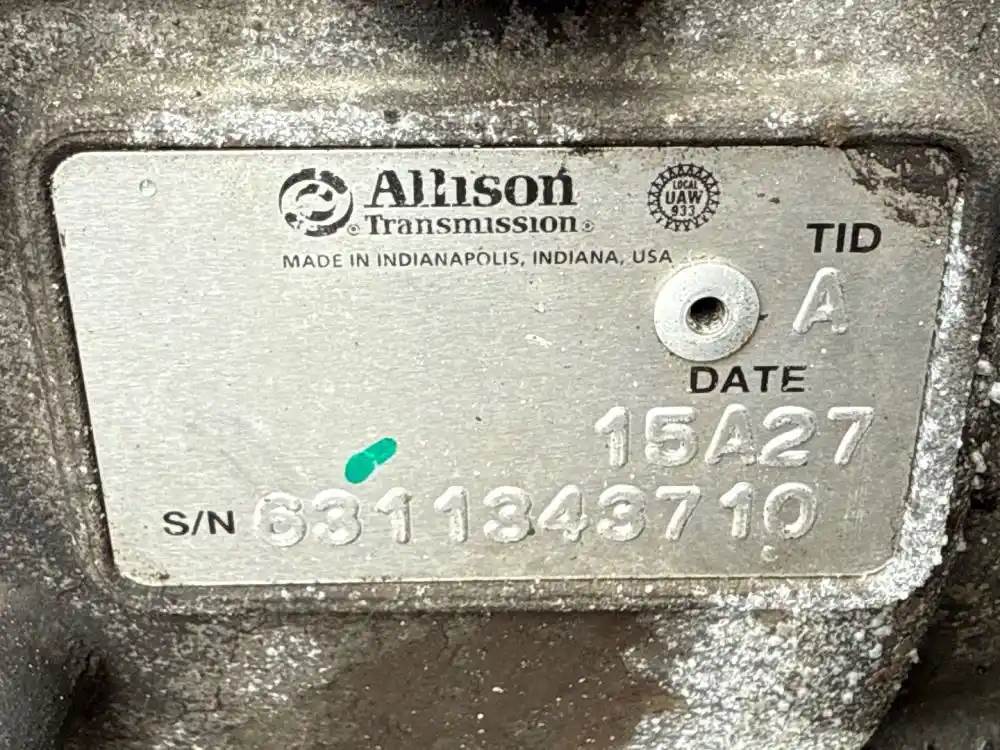 Allison
Transmission®
MADE IN INDIANAPOLIS, INDIANA, USA
LOCAL
UAW
933
TID
A
DATE
15A27
S/N 6311343710